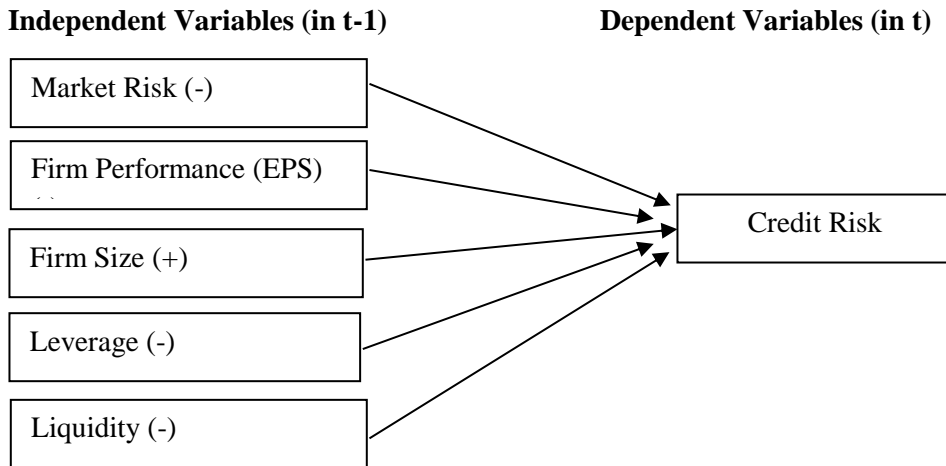 Independent Variables (in t-1)
Dependent Variables (in t)
Market Risk (-)
Firm Performance (EPS)
Firm Size (+)
Leverage (-)
Liquidity (-)
Credit Risk